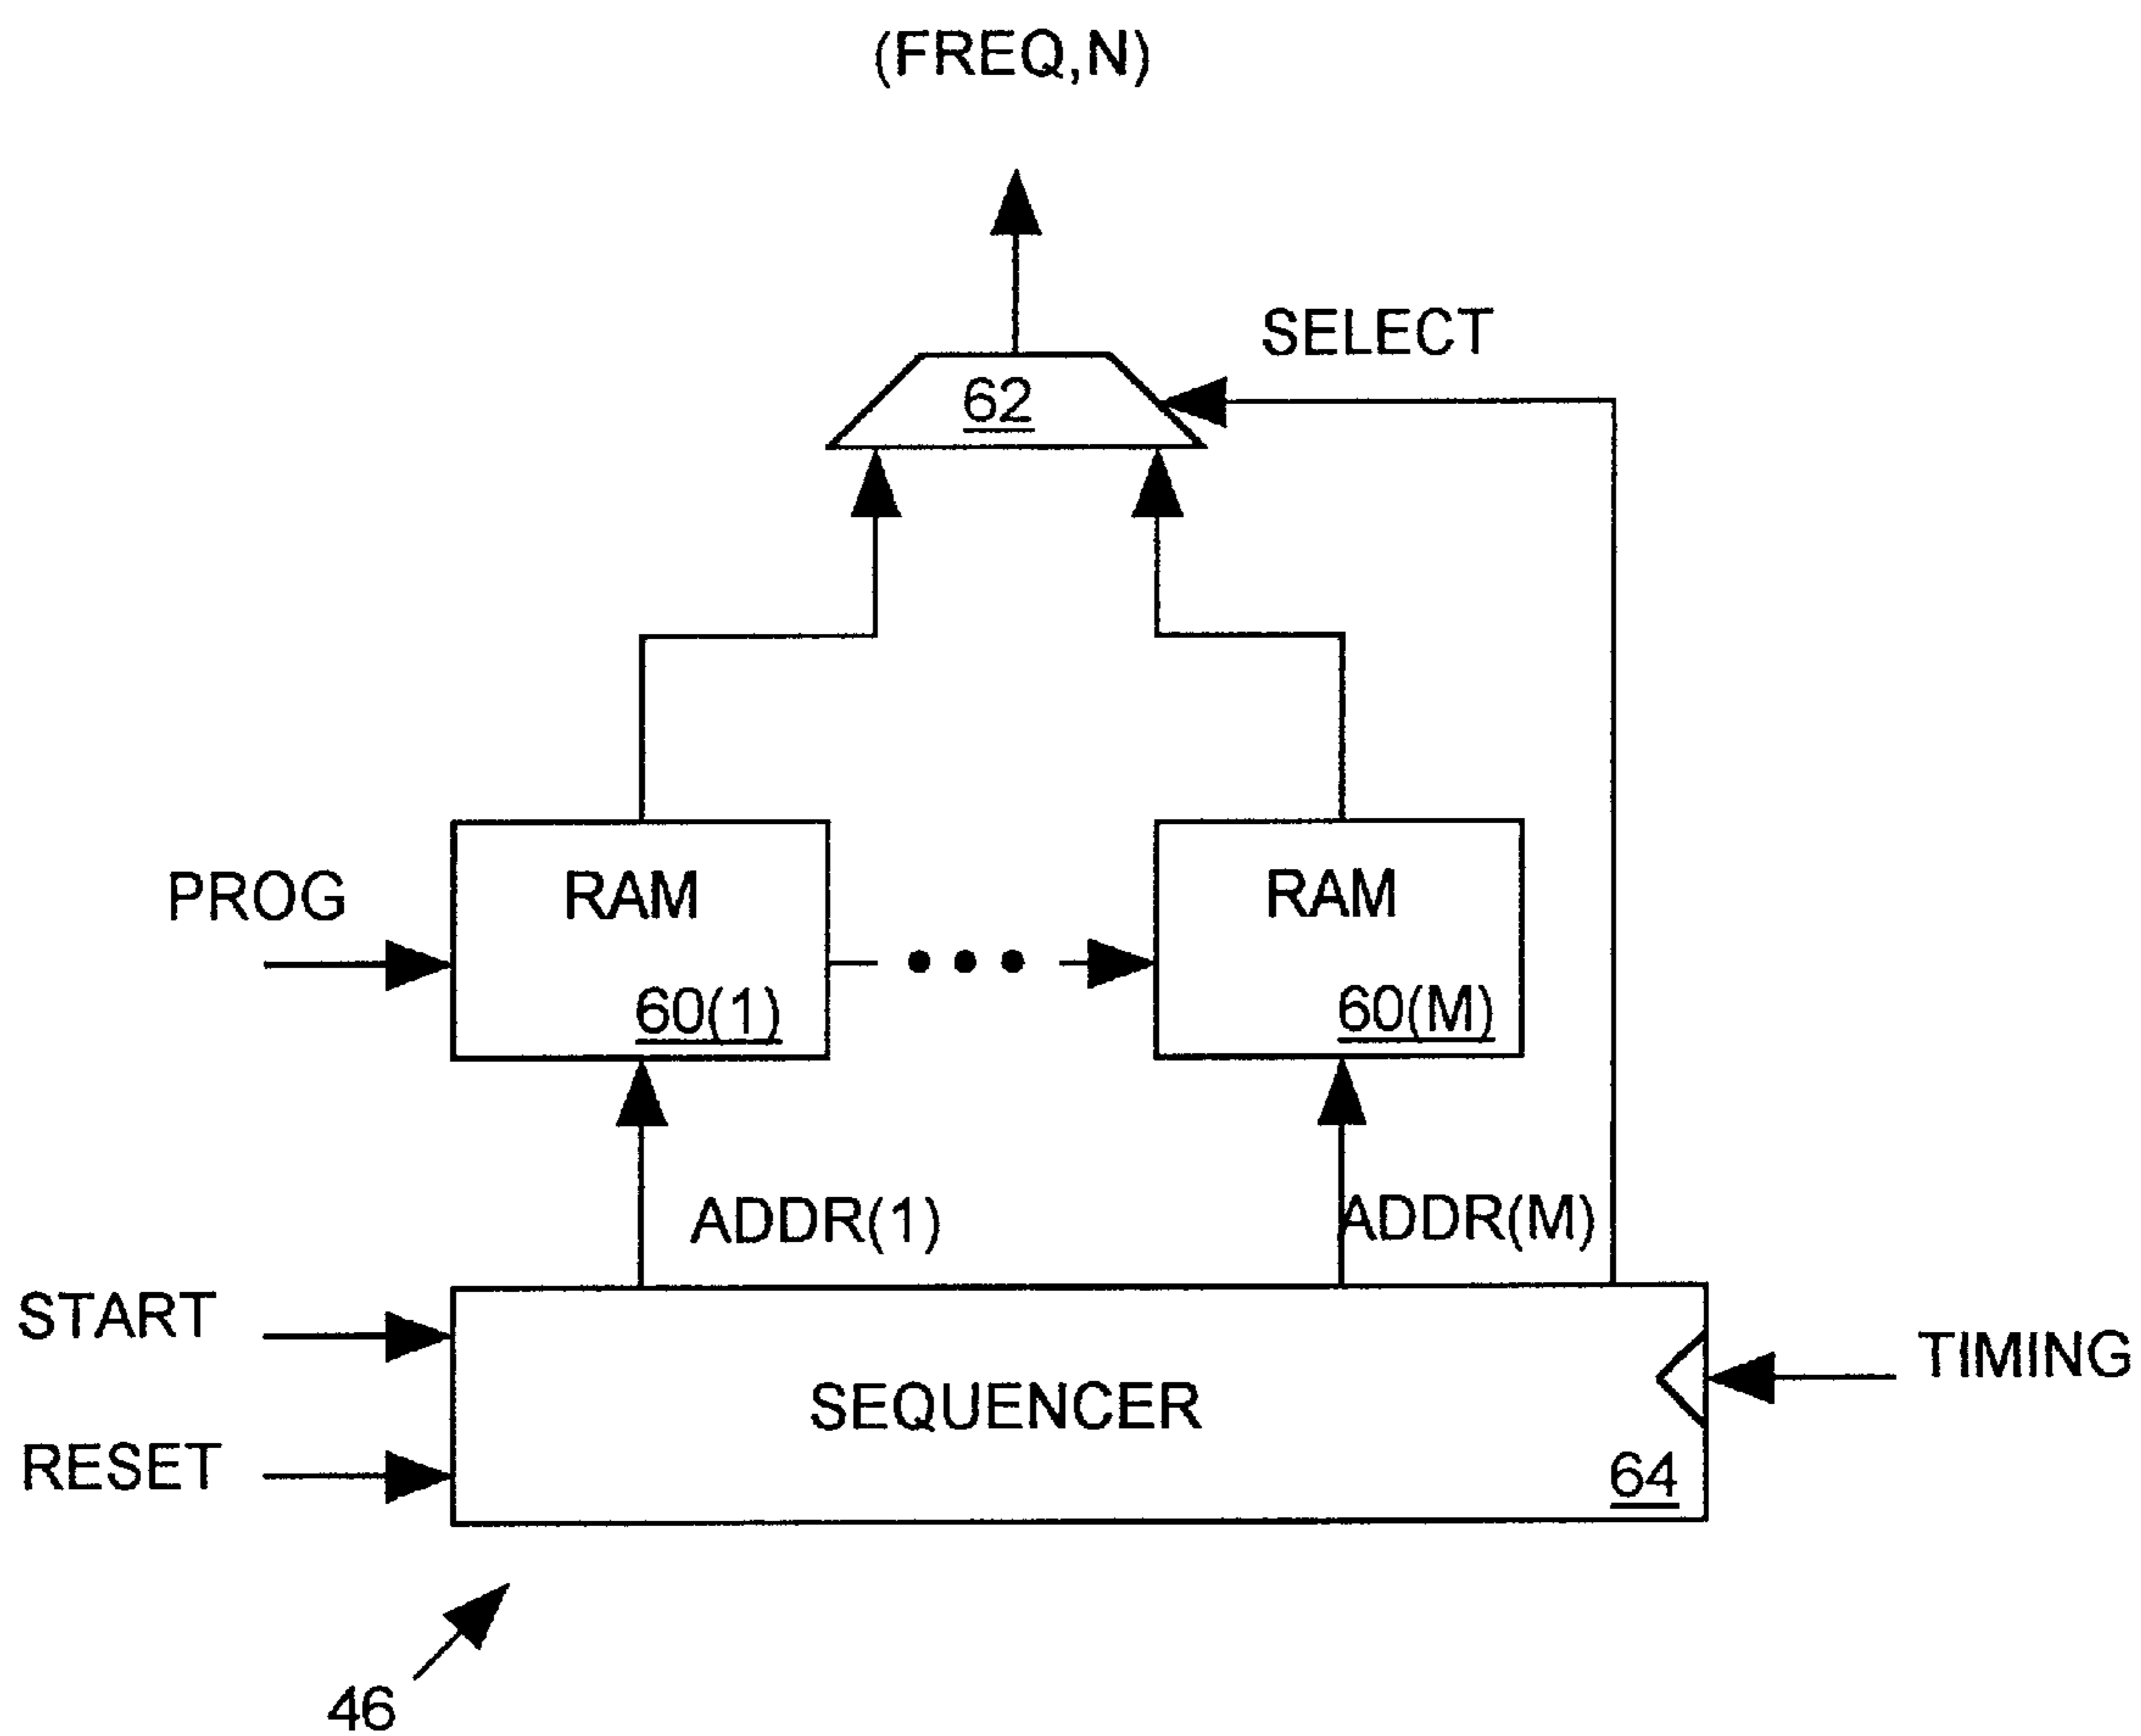 (FREQ,N)
SELECT
62
PROG
RAM
60(1)
RAM
60(M)
ADDR(1)
ADDR(M)
START
RESET
SEQUENCER
TIMING
64
46